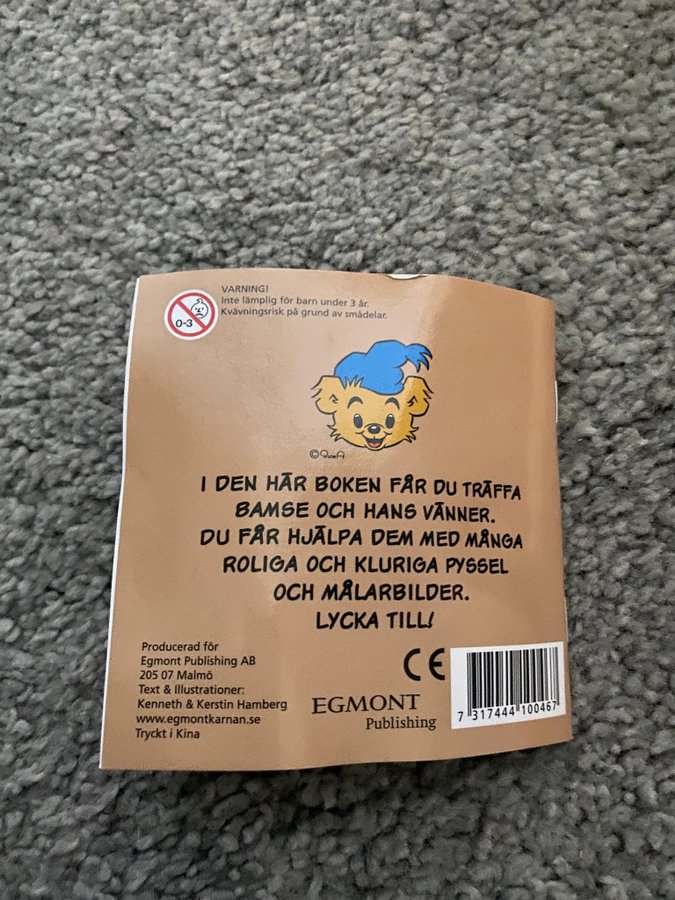 VARNING!
Inte lämplig för barn under 3 år.
Kvävningsrisk på grund av smådelar.
0-3
©RuneA
I DEN HÄR BOKEN FÅR DU TRÄFFA
BAMSE OCH HANS VÄNNER.
DU FÅR HJÄLPA DEM MED MÅNGA
ROLIGA OCH KLURIGA PYSSEL
OCH MÅLARBILDER.
LYCKA TILL!
Producerad för
Egmont Publishing AB
205 07 Malmö
Text & Illustrationer:
Kenneth & Kerstin Hamberg
www.egmontkarnan.se
Tryckt i Kina
CE
EGMONT
Publishing
7 317444 100467